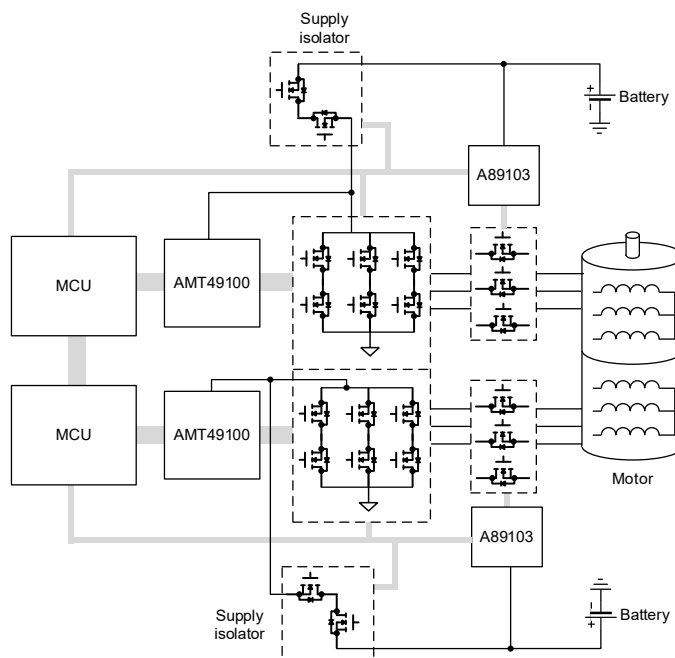 Supply
isolator
+
Battery
A89103
MCU
AMT49100
MCU
AMT49100
Motor
A89103
Supply
isolator
+
Battery